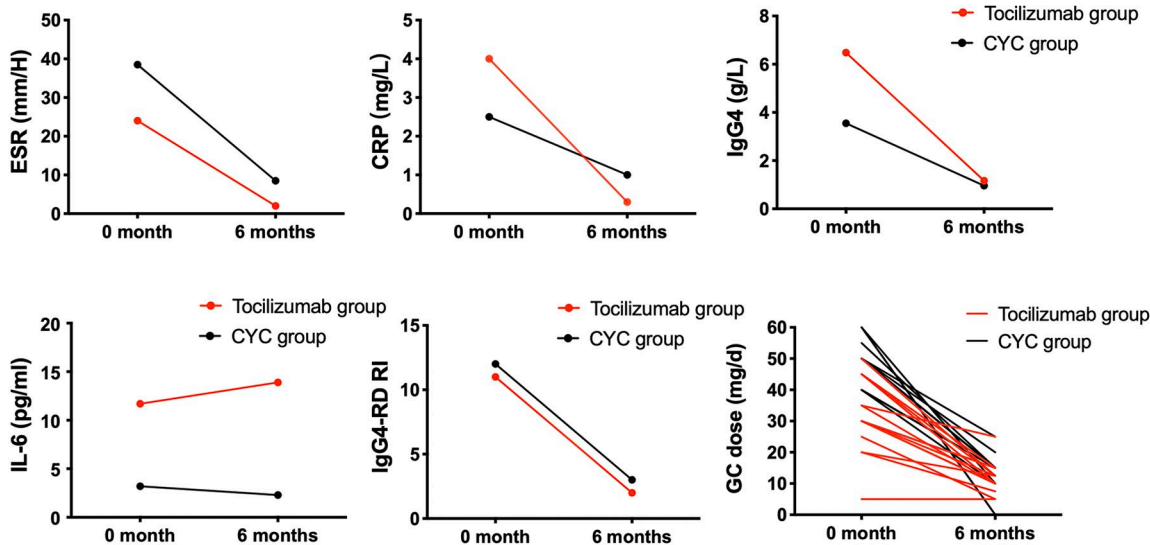 Tocilizumab group
CYC group
ESR (mm/H)
50
40
30
20
10
0
0 month 6 months
CRP (mg/L)
5
4
3
2
1
0
0 month 6 months
IgG4 (g/L)
8
6
4
2
0
0 month 6 months
Tocilizumab group
CYC group
IL-6 (pg/ml)
20
15
10
5
0
0 month 6 months
Tocilizumab group
CYC group
IgG4-RD RI
15
10
5
0
0 month 6 months
Tocilizumab group
CYC group
GC dose (mg/d)
60
50
40
30
20
10
0
0 month 6 months